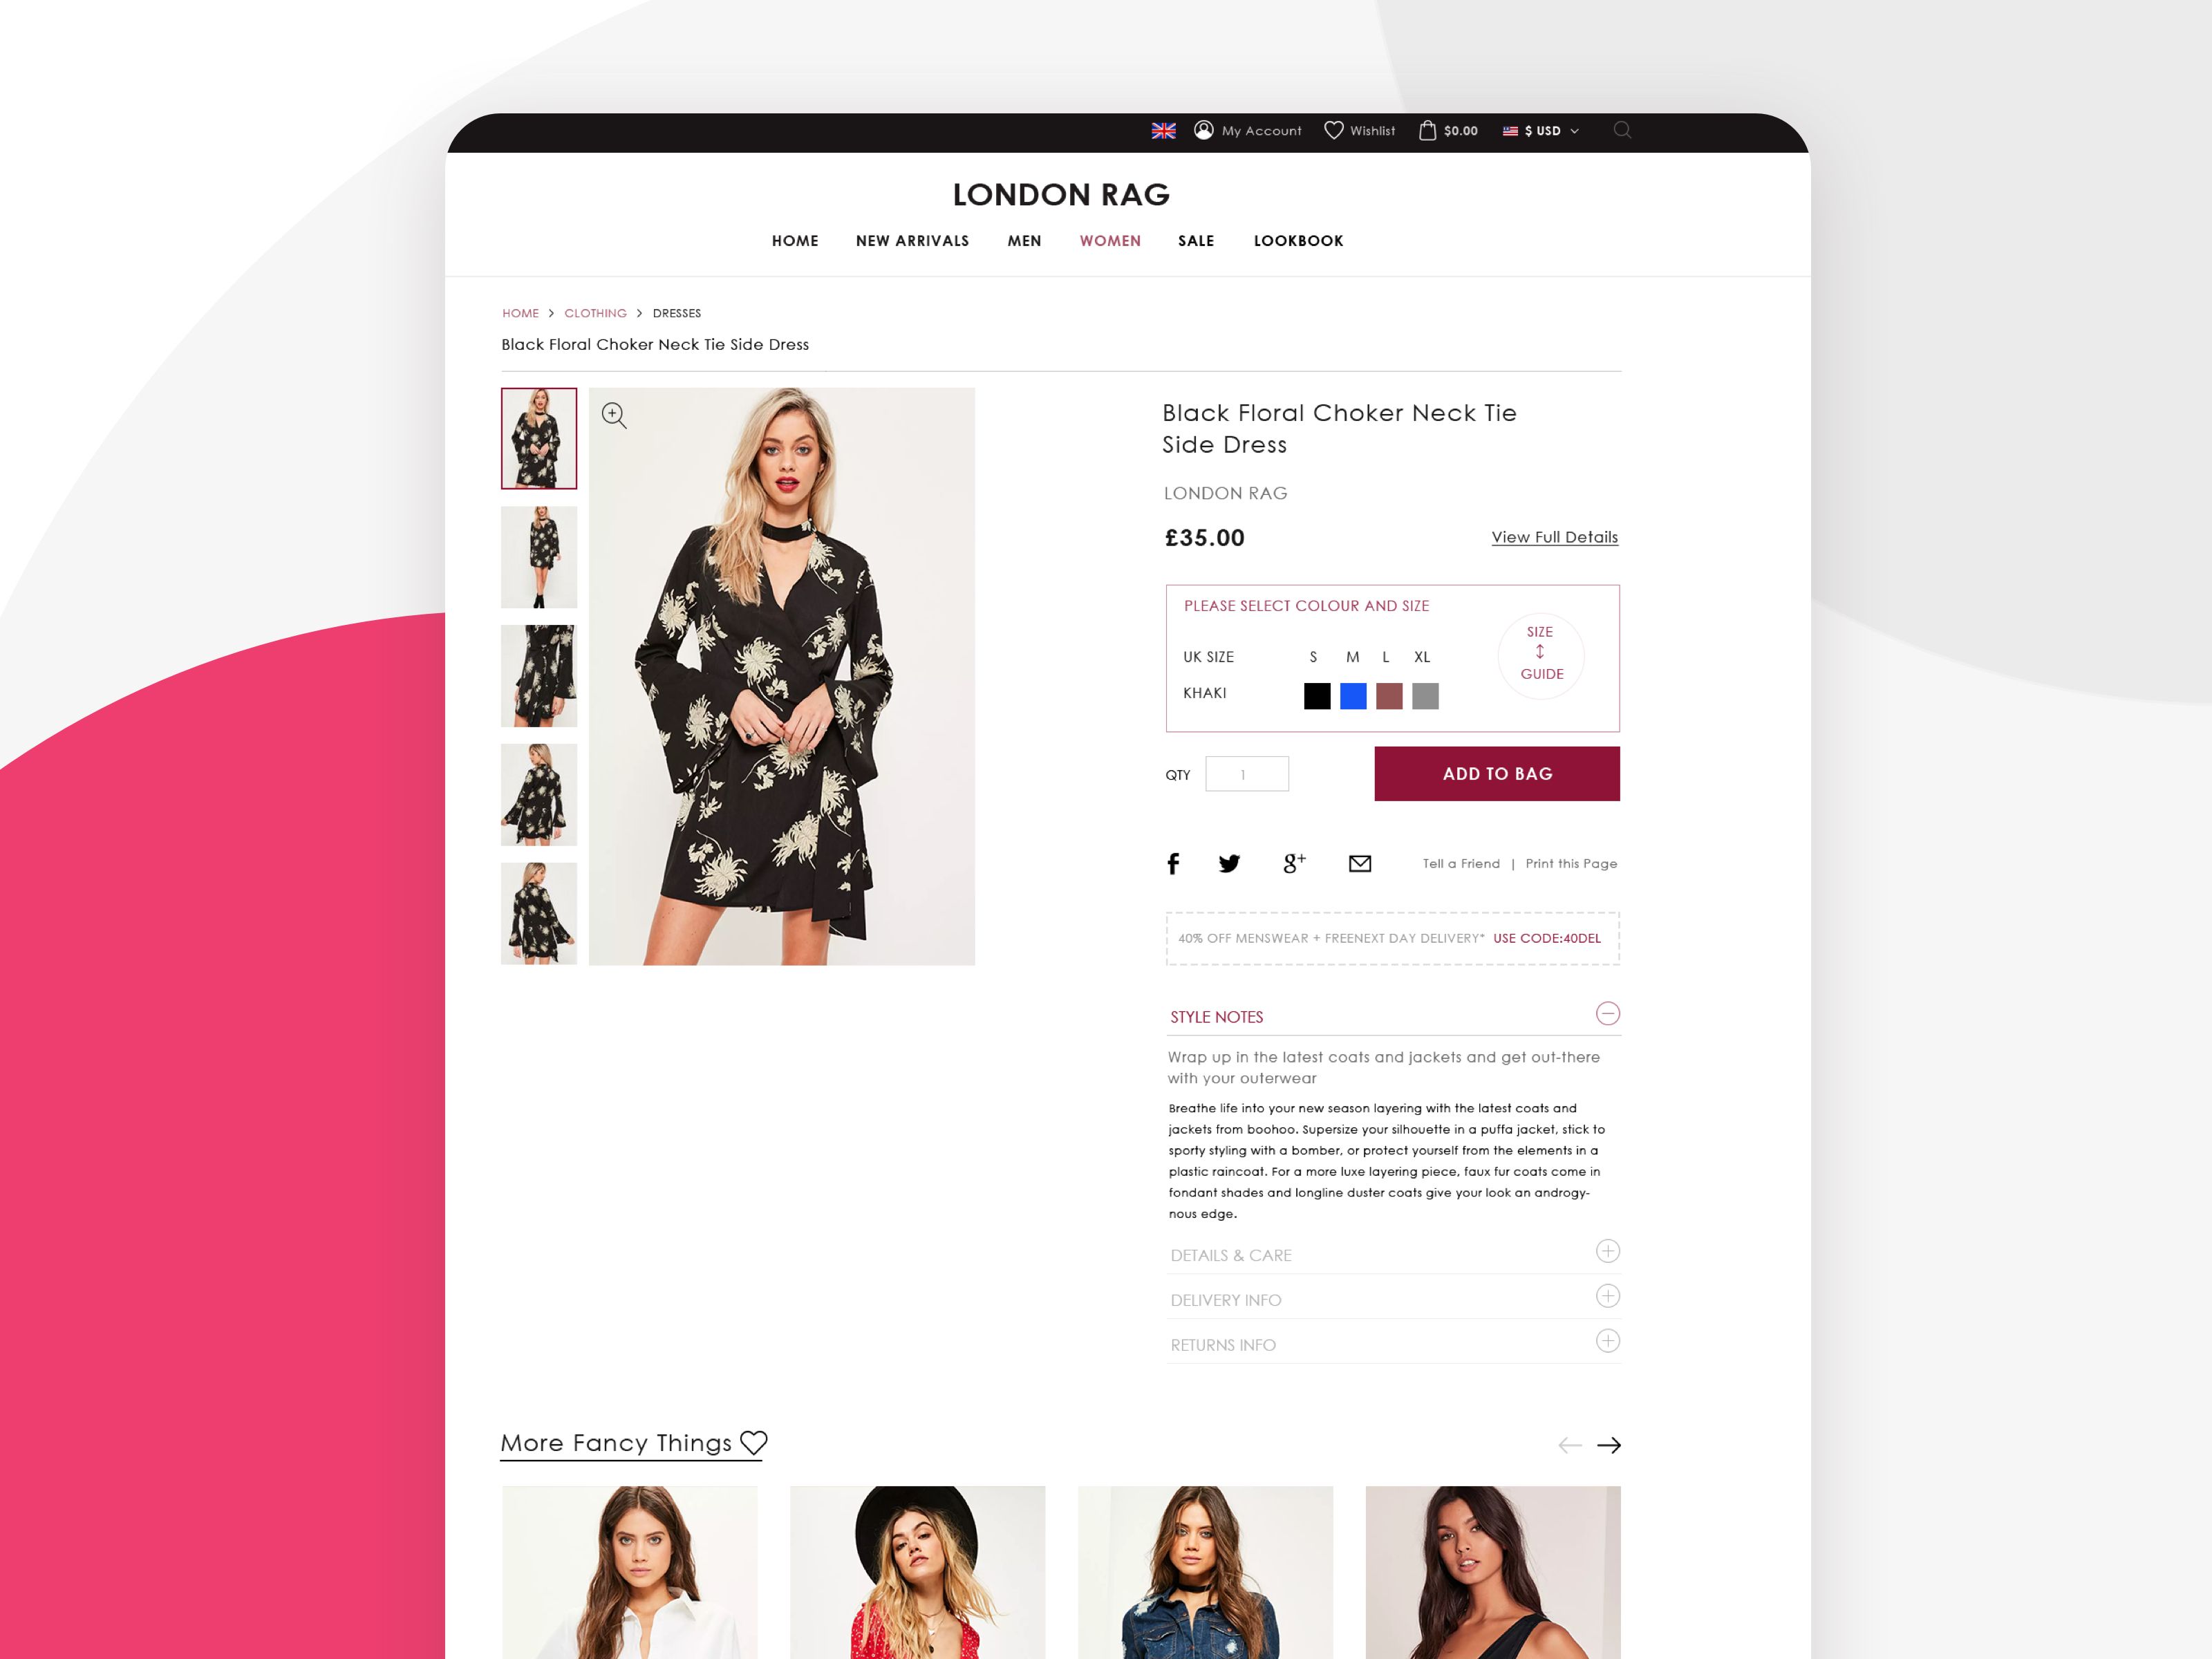 My Account Wishlist $0.00 $ USD
LONDON RAG
HOME NEW ARRIVALS MEN WOMEN SALE LOOKBOOK
HOME > CLOTHING > DRESSES
Black Floral Choker Neck Tie Side Dress
Black Floral Choker Neck Tie
Side Dress
LONDON RAG
£35.00 View Full Details
PLEASE SELECT COLOUR AND SIZE
UK SIZE S M L XL
KHAKI
SIZE
GUIDE
QTY 1 ADD TO BAG
f g+ Tell a Friend | Print this Page
40% OFF MENSWEAR + FREENEXT DAY DELIVERY* USE CODE:40DEL
STYLE NOTES
Wrap up in the latest coats and jackets and get out-there
with your outerwear
Breathe life into your new season layering with the latest coats and
jackets from boohoo. Supersize your silhouette in a puffa jacket, stick to
sporty styling with a bomber, or protect yourself from the elements in a
plastic raincoat. For a more luxe layering piece, faux fur coats come in
fondant shades and longline duster coats give your look an androgy-
nous edge.
DETAILS & CARE
DELIVERY INFO
RETURNS INFO
More Fancy Things